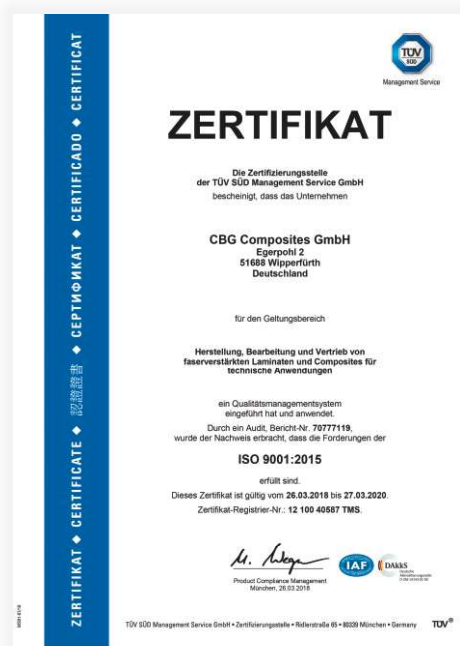 TÜV
SÜD
Management Service
ZERTIFIKAT ◆ CERTIFICATE ◆ 認證證書 ◆ СЕРТИФИКАТ ◆ CERTIFICADO ◆ CERTIFICAT
ZERTIFIKAT
Die Zertifizierungsstelle
der TÜV SÜD Management Service GmbH
bescheinigt, dass das Unternehmen
CBG Composites GmbH
Egerpohl 2
51688 Wipperfürth
Deutschland
für den Geltungsbereich
Herstellung, Bearbeitung und Vertrieb von
faserverstärkten Laminaten und Composites für
technische Anwendungen
ein Qualitätsmanagementsystem
eingeführt hat und anwendet.
Durch ein Audit, Bericht-Nr. 70777119,
wurde der Nachweis erbracht, dass die Forderungen der
ISO 9001:2015
erfüllt sind.
Dieses Zertifikat ist gültig vom 26.03.2018 bis 27.03.2020.
Zertifikat-Registrier-Nr.: 12 100 40587 TMS.
Product Compliance Management
München, 26.03.2018
IAF
DAkkS
TÜV SÜD Management Service GmbH • Zertifizierungsstelle • Ridlerstraße 65 • 80339 München • Germany
TÜV®